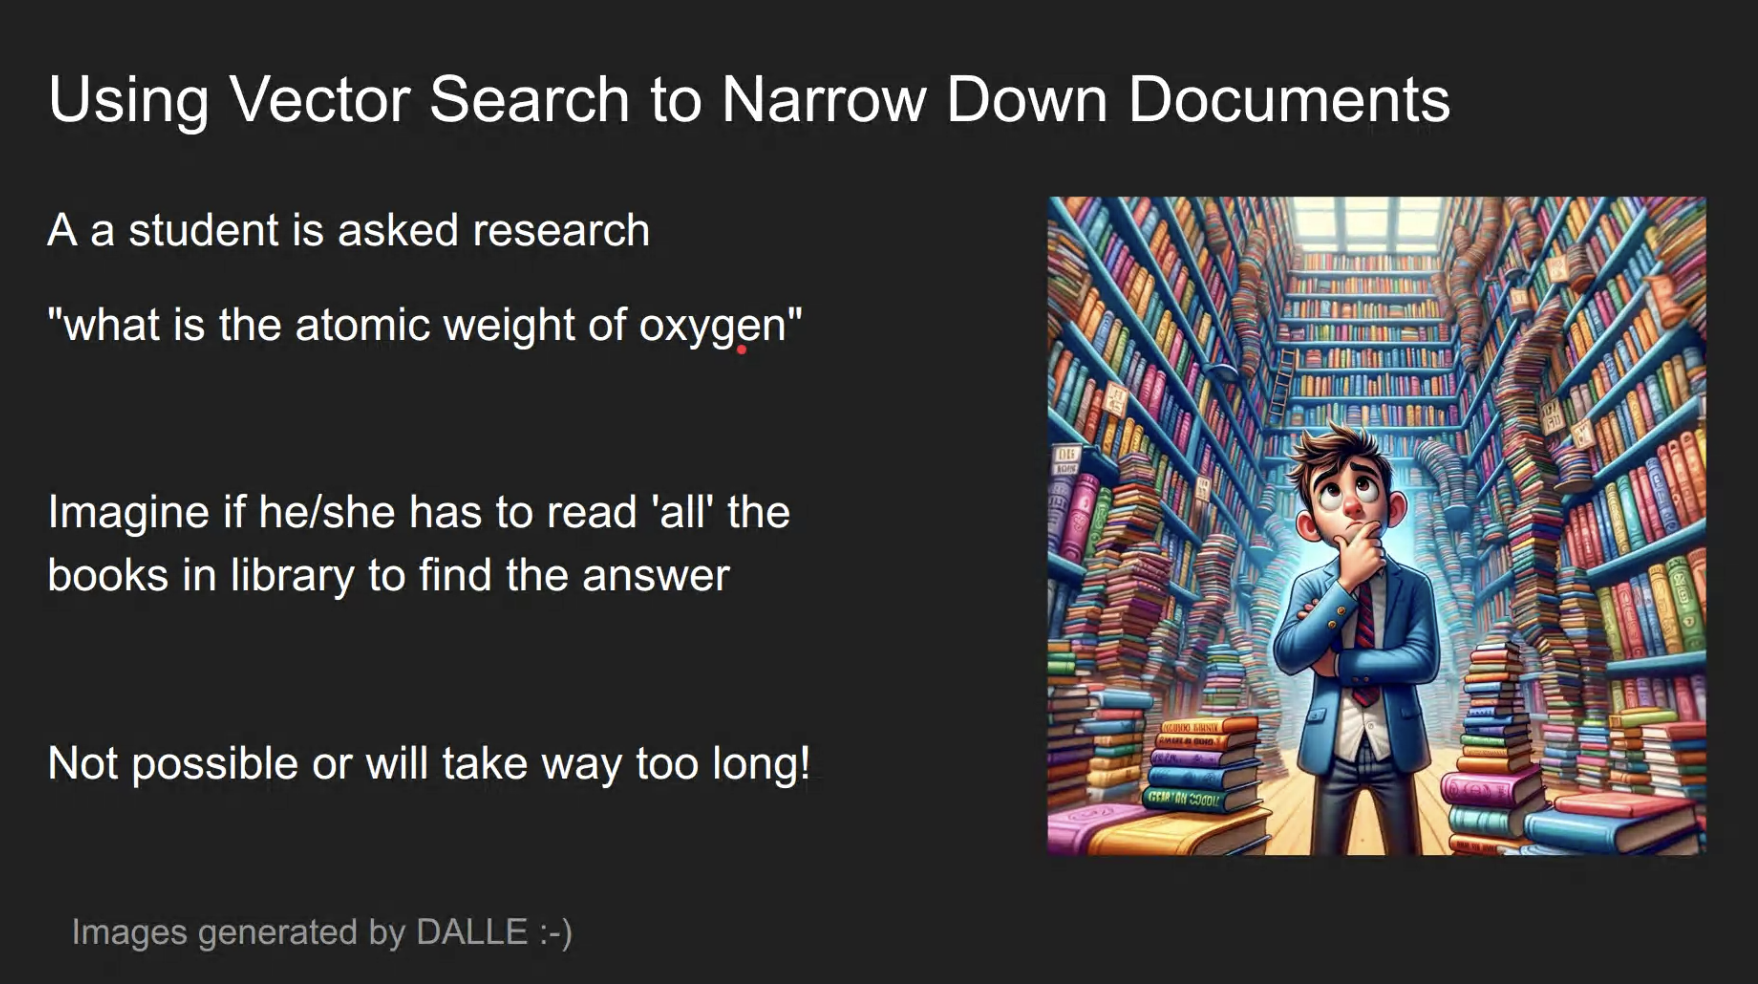 Using Vector Search to Narrow Down Documents
A a student is asked research
"what is the atomic weight of oxygen"
Imagine if he/she has to read 'all' the
books in library to find the answer
Not possible or will take way too long!
Images generated by DALLE :-)